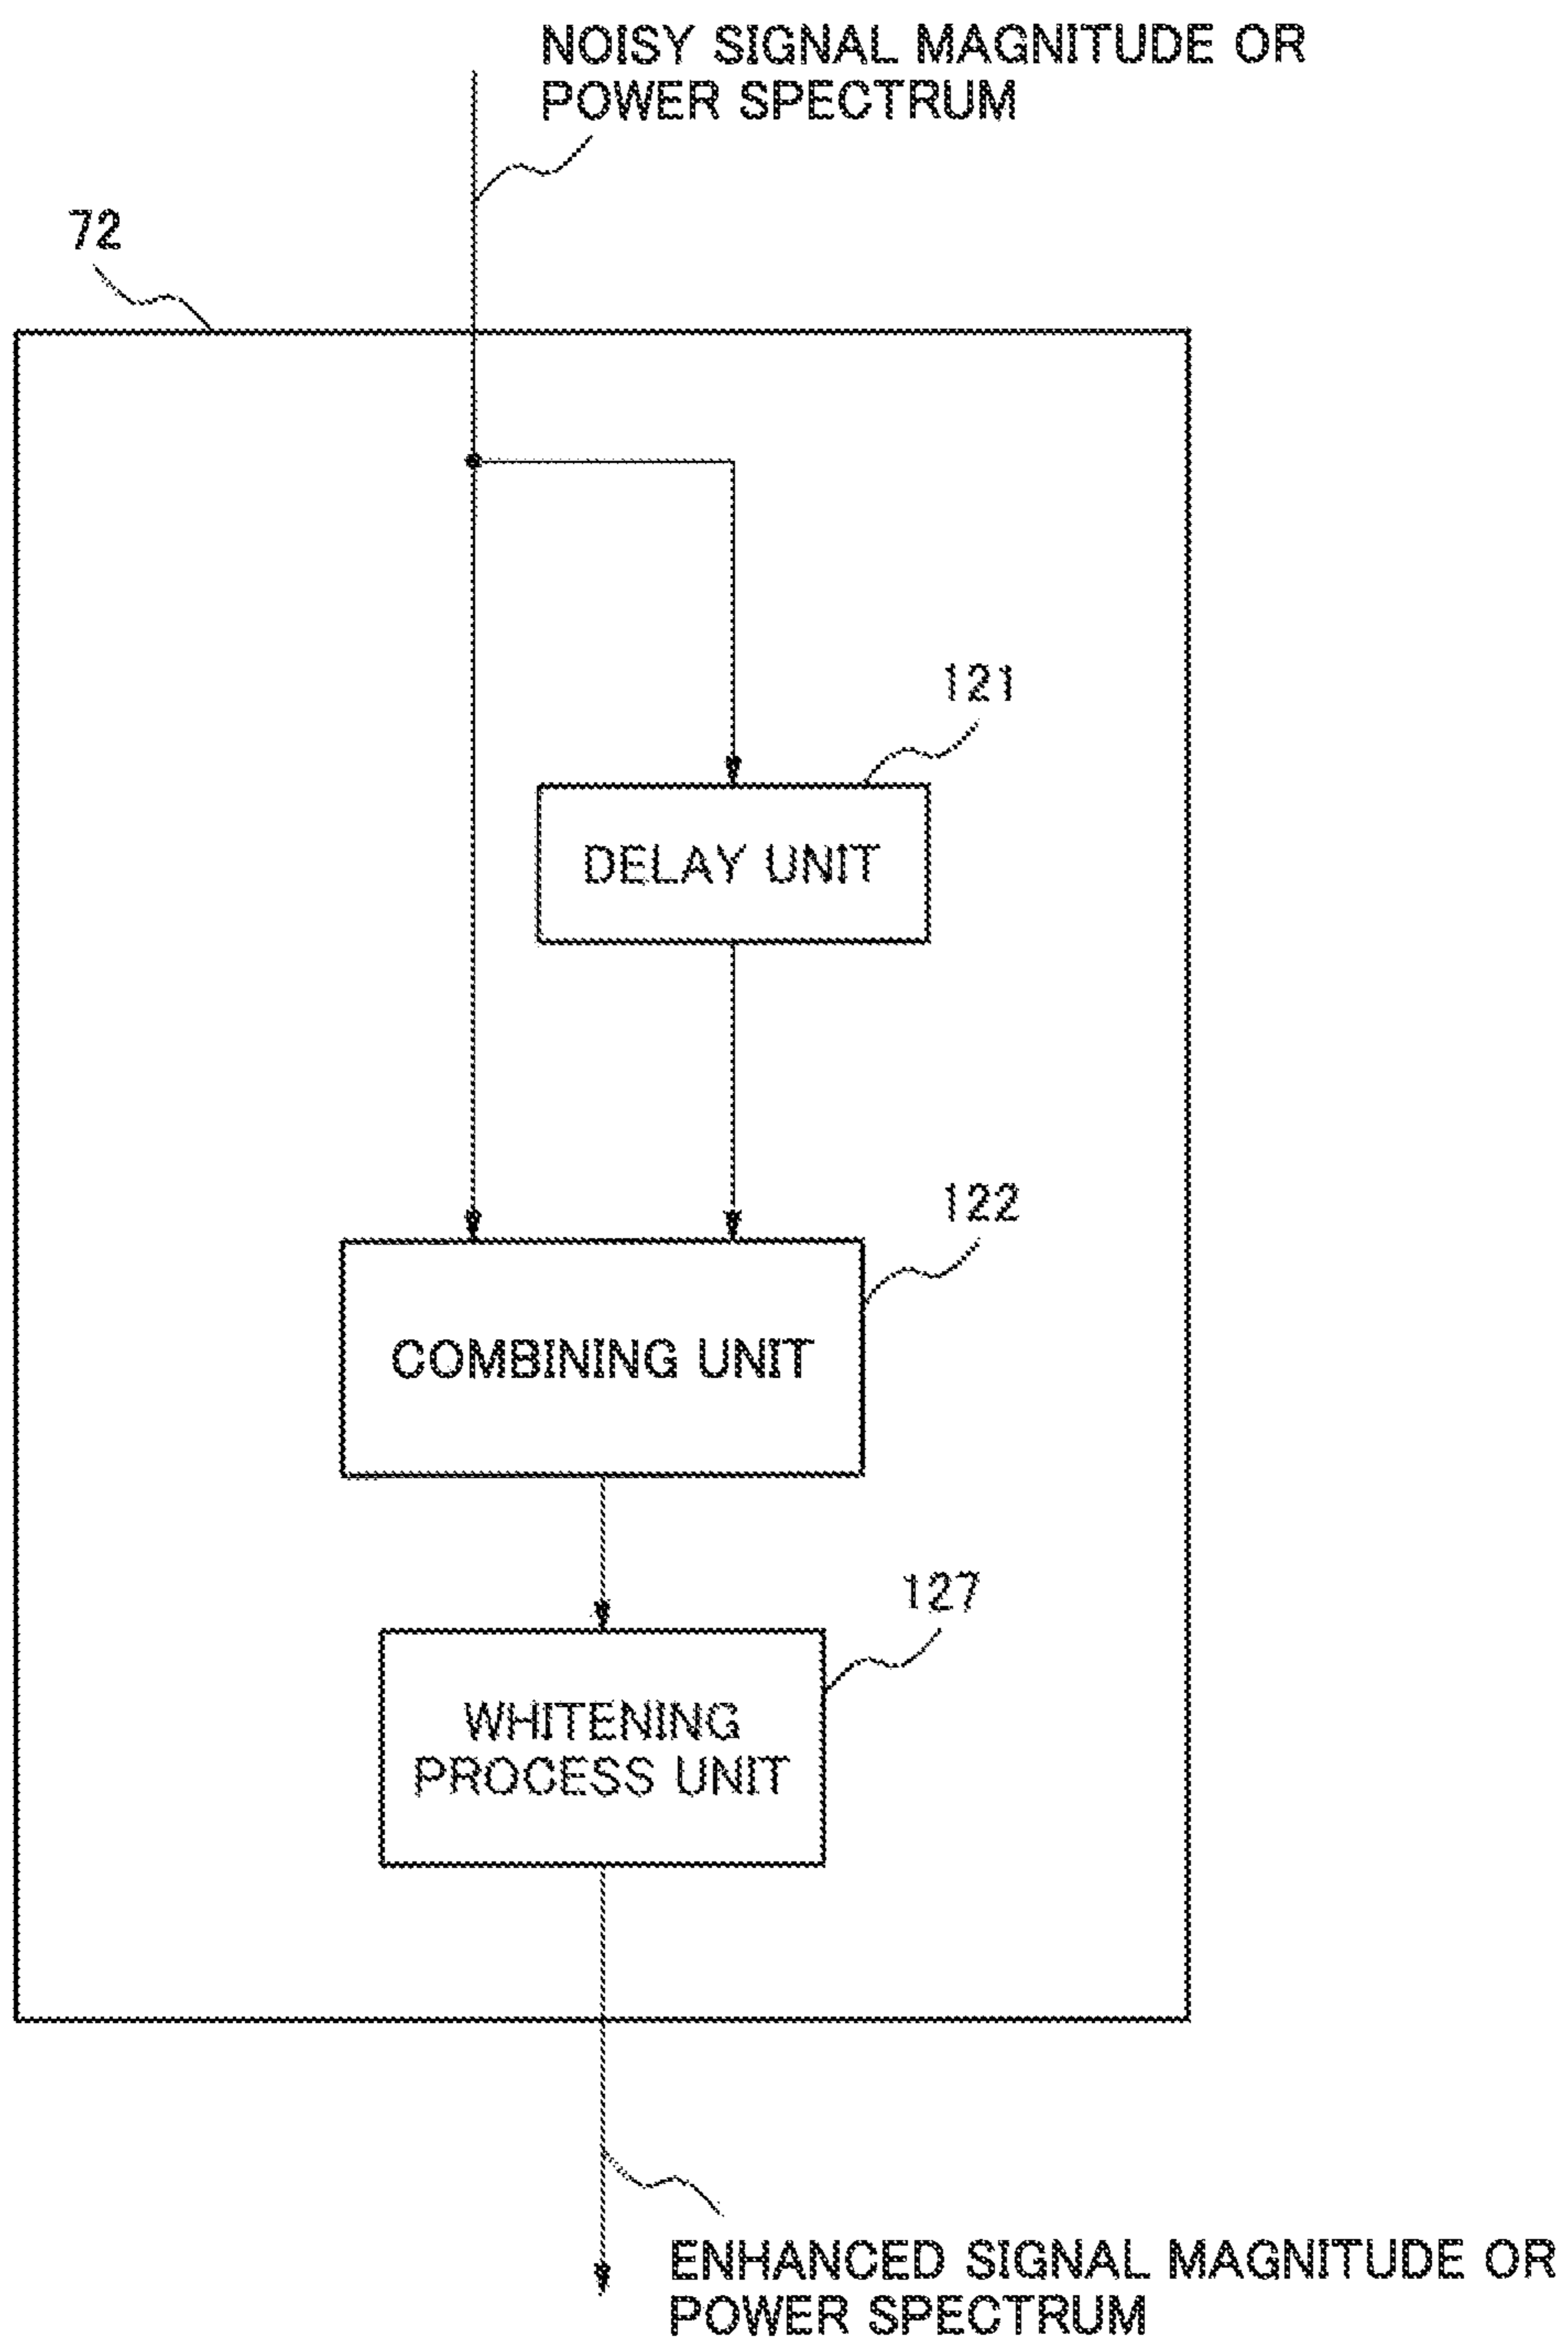 NOISY SIGNAL MAGNITUDE OR
POWER SPECTRUM
72
121
DELAY UNIT
122
COMBINING UNIT
127
WHITENING
PROCESS UNIT
ENHANCED SIGNAL MAGNITUDE OR
POWER SPECTRUM